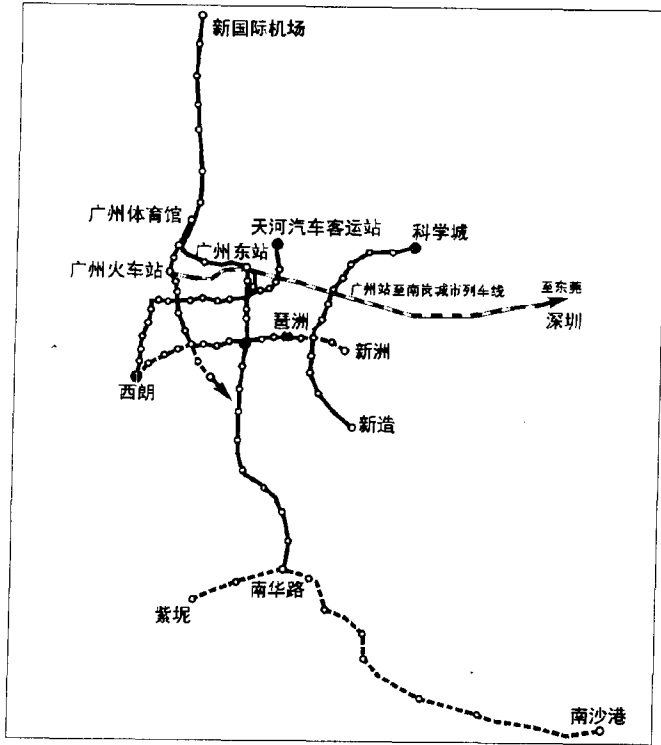 新国际机场
广州体育馆
天河汽车客运站
科学城
广州东站
广州火车站
广州站至南岗城市列车线
至东莞
深圳
琶洲
新洲
西朗
新造
南华路
紫坭
南沙港